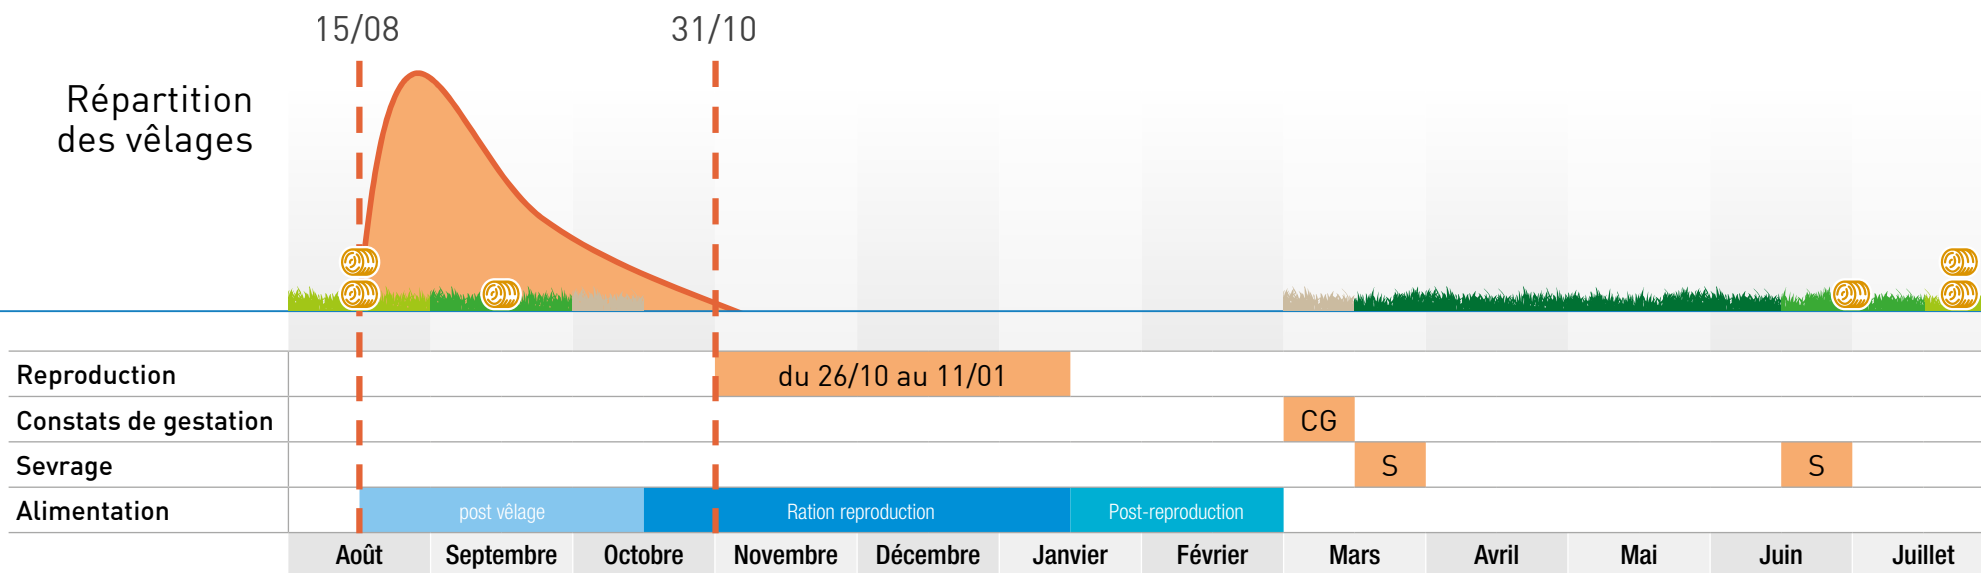 15/08
31/10
Répartition
des vêlages
Reproduction
du 26/10 au 11/01
Constats de gestation
CG
Sevrage
S
S
Alimentation
post vêlage
Ration reproduction
Post-reproduction
Août
Septembre
Octobre
Novembre
Décembre
Janvier
Février
Mars
Avril
Mai
Juin
Juillet